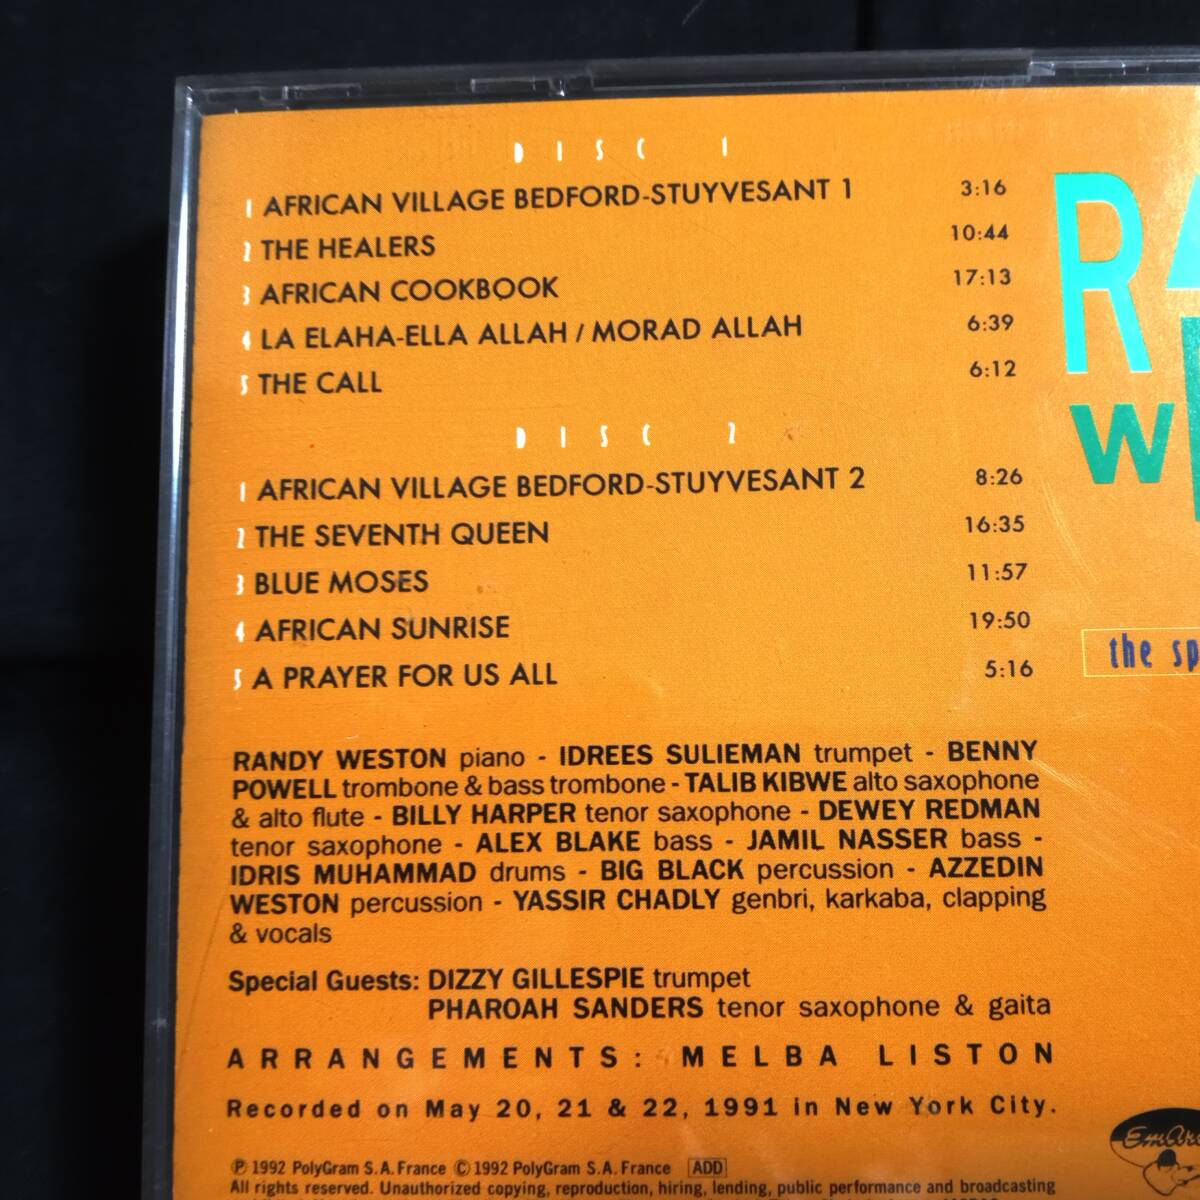 DISC 1
1 AFRICAN VILLAGE BEDFORD-STUYVESANT 1 3:16
2 THE HEALERS 10:44
3 AFRICAN COOKBOOK 17:13
4 LA ELAHA-ELLA ALLAH / MORAD ALLAH 6:39
5 THE CALL 6:12
DISC 2
1 AFRICAN VILLAGE BEDFORD-STUYVESANT 2 8:26
2 THE SEVENTH QUEEN 16:35
3 BLUE MOSES 11:57
4 AFRICAN SUNRISE 19:50
5 A PRAYER FOR US ALL 5:16
RANDY WESTON piano - IDREES SULIEMAN trumpet - BENNY
POWELL trombone & bass trombone - TALIB KIBWE alto saxophone
& alto flute - BILLY HARPER tenor saxophone - DEWEY REDMAN
tenor saxophone - ALEX BLAKE bass - JAMIL NASSER bass -
IDRIS MUHAMMAD drums - BIG BLACK percussion - AZZEDIN
WESTON percussion - YASSIR CHADLY genbri, karkaba, clapping
& vocals
Special Guests: DIZZY GILLESPIE trumpet
PHAROAH SANDERS tenor saxophone & gaita
ARRANGEMENTS: MELBA LISTON
Recorded on May 20, 21 & 22, 1991 in New York City.
Ⓟ 1992 PolyGram S.A. France Ⓒ 1992 PolyGram S.A. France ADD
All rights reserved. Unauthorized copying, reproduction, hiring, lending, public performance and broadcasting
R
W
the sp